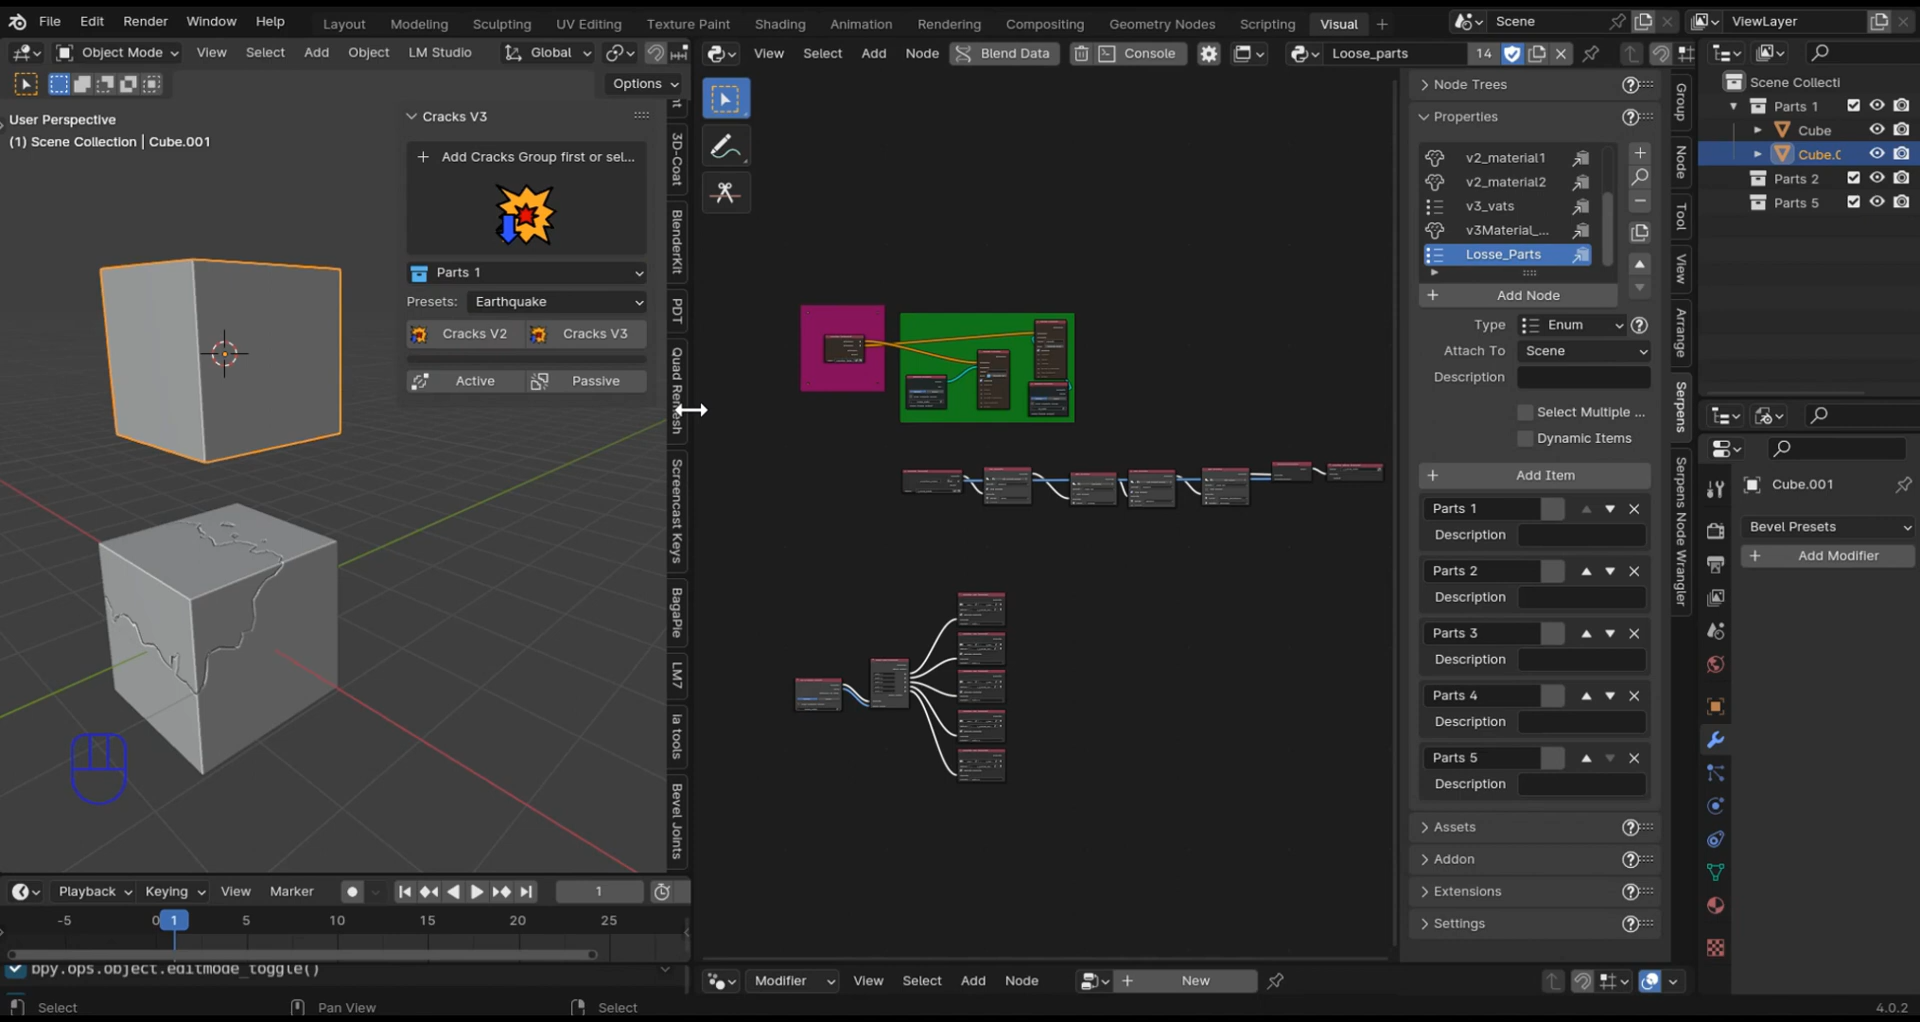 File Edit Render Window Help Layout Modeling Sculpting UV Editing Texture Paint Shading Animation Rendering Compositing Geometry Nodes Scripting Visual + Scene ViewLayer
Object Mode View Select Add Object LM Studio Global
View Select Add Node Blend Data Console Loose_parts 14
Options
User Perspective
(1) Scene Collection | Cube.001
Cracks V3
Add Cracks Group first or sel...
Parts 1
Presets: Earthquake
Cracks V2 Cracks V3
Active Passive
nt
3D-Coat
BlenderKit
PDT
Quad Remesh
Screencast Keys
BagaPie
LM7
ia tools
Bevel Joints
Node Trees
Properties
v2_material1
v2_material2
v3_vats
v3Material_...
Losse_Parts
Add Node
Type Enum
Attach To Scene
Description
Select Multiple ...
Dynamic Items
Add Item
Parts 1
Description
Parts 2
Description
Parts 3
Description
Parts 4
Description
Parts 5
Description
Assets
Addon
Extensions
Settings
Group
Node
Tool
View
Arrange
Serpens
Serpens Node Wrangler
Scene Collecti
Parts 1
Cube
Cube.0
Parts 2
Parts 5
Cube.001
Bevel Presets
Add Modifier
Playback Keying View Marker 1
-5 0 1 5 10 15 20 25
bpy.ops.object.editmode_toggle()
Modifier View Select Add Node New
Select Pan View Select 4.0.2